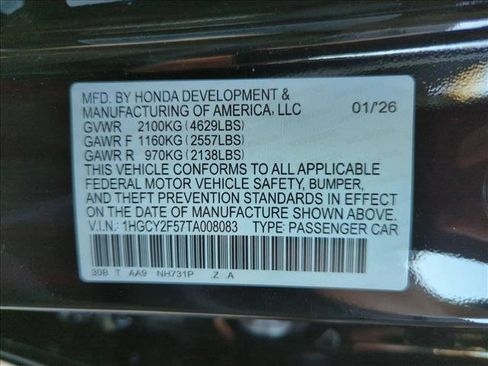 MFD. BY HONDA DEVELOPMENT &
MANUFACTURING OF AMERICA, LLC 01/'26
GVWR 2100KG (4629LBS)
GAWR F 1160KG (2557LBS)
GAWR R 970KG (2138LBS)
THIS VEHICLE CONFORMS TO ALL APPLICABLE
FEDERAL MOTOR VEHICLE SAFETY, BUMPER,
AND THEFT PREVENTION STANDARDS IN EFFECT
ON THE DATE OF MANUFACTURE SHOWN ABOVE.
V.I.N.: 1HGCY2F57TA008083 TYPE: PASSENGER CAR
30B T AA9 NH731P .Z .A